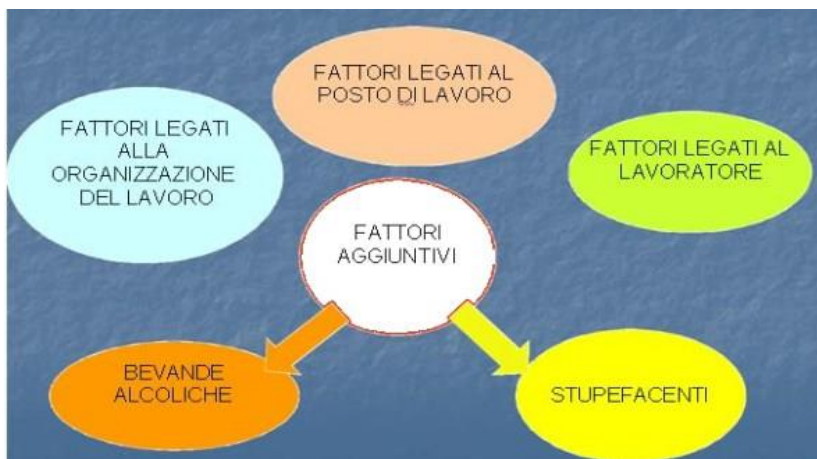 FATTORI LEGATI AL
POSTO DI LAVORO
FATTORI LEGATI
ALLA
ORGANIZZAZIONE
DEL LAVORO
FATTORI LEGATI AL
LAVORATORE
FATTORI
AGGIUNTIVI
BEVANDE
ALCOLICHE
STUPEFACENTI